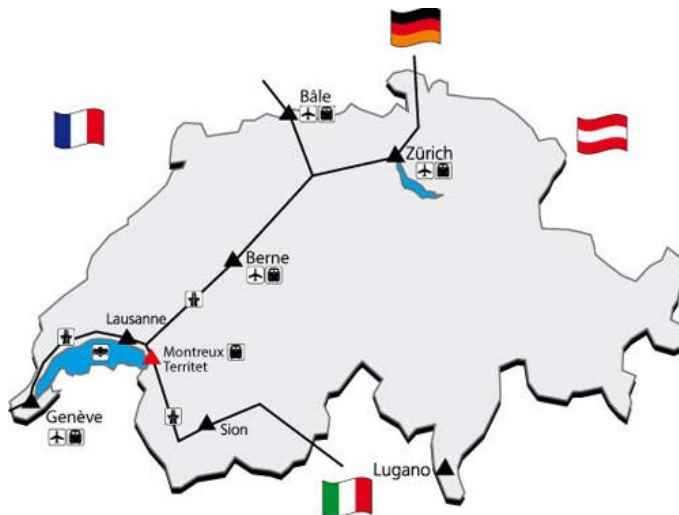 Bâle
Zürich
Berne
Lausanne
Montreux
Territet
Genève
Sion
Lugano